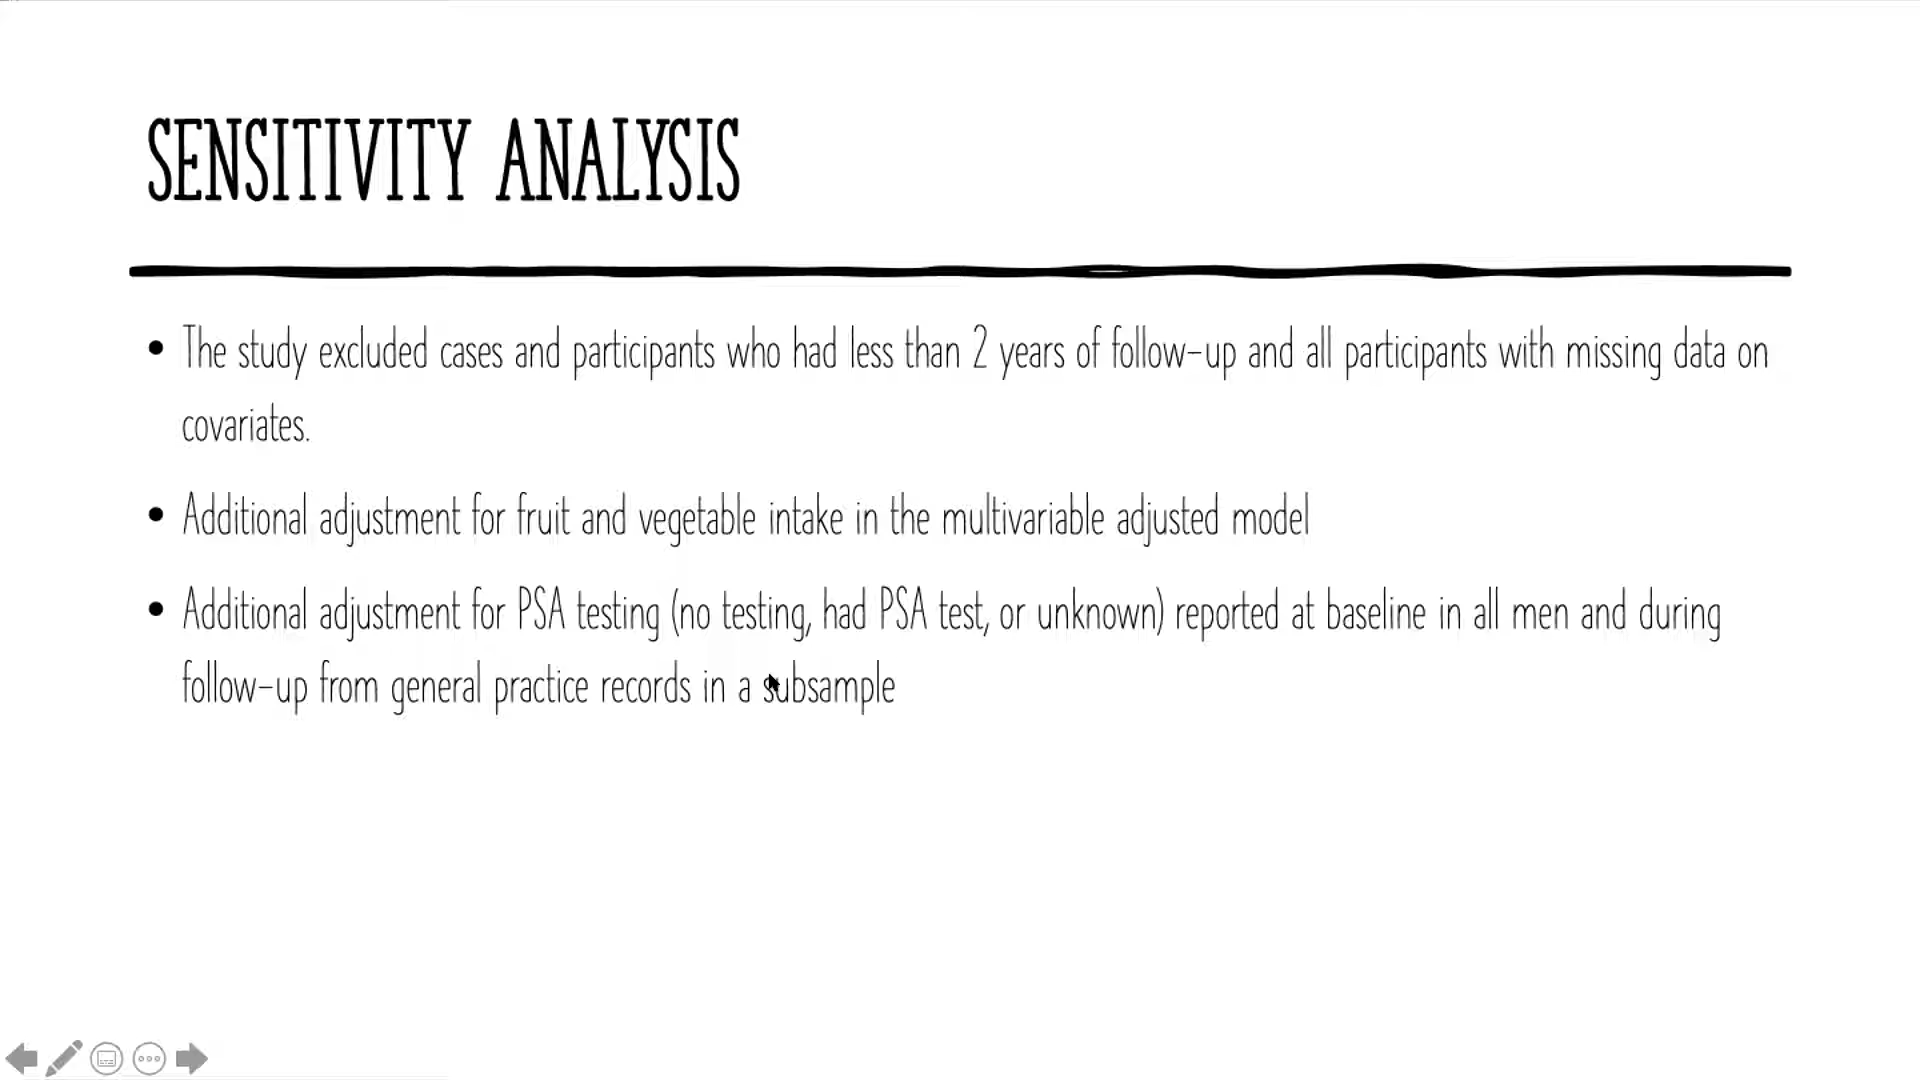 SENSITIVITY ANALYSIS
• The study excluded cases and participants who had less than 2 years of follow-up and all participants with missing data on
covariates.
• Additional adjustment for fruit and vegetable intake in the multivariable adjusted model
• Additional adjustment for PSA testing (no testing, had PSA test, or unknown) reported at baseline in all men and during
follow-up from general practice records in a subsample